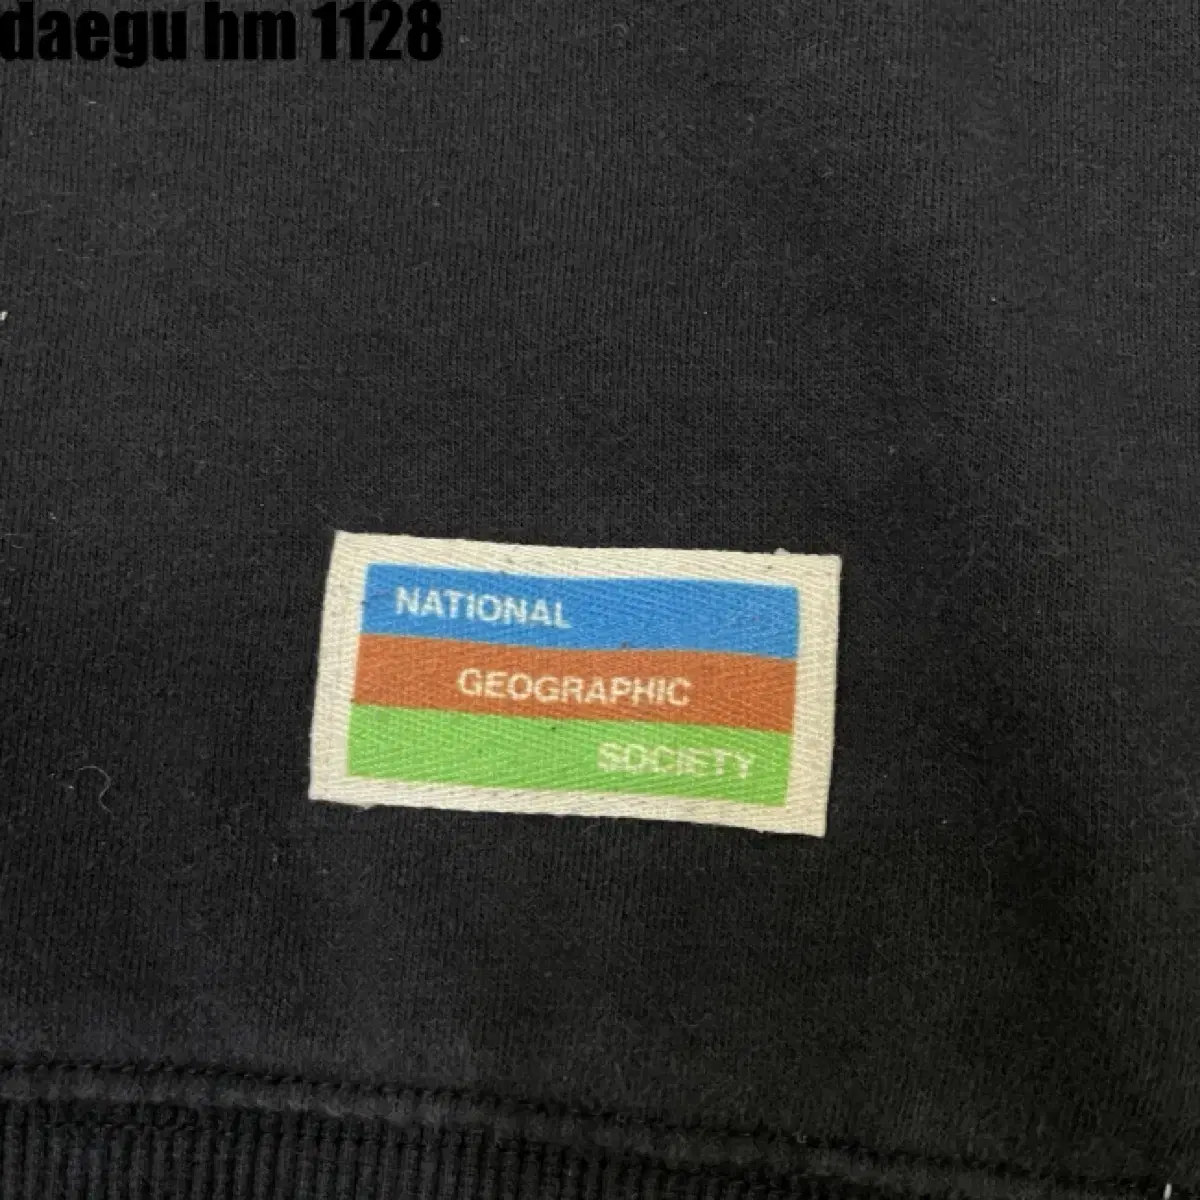 daegu hm 1128
NATIONAL
GEOGRAPHIC
SOCIETY